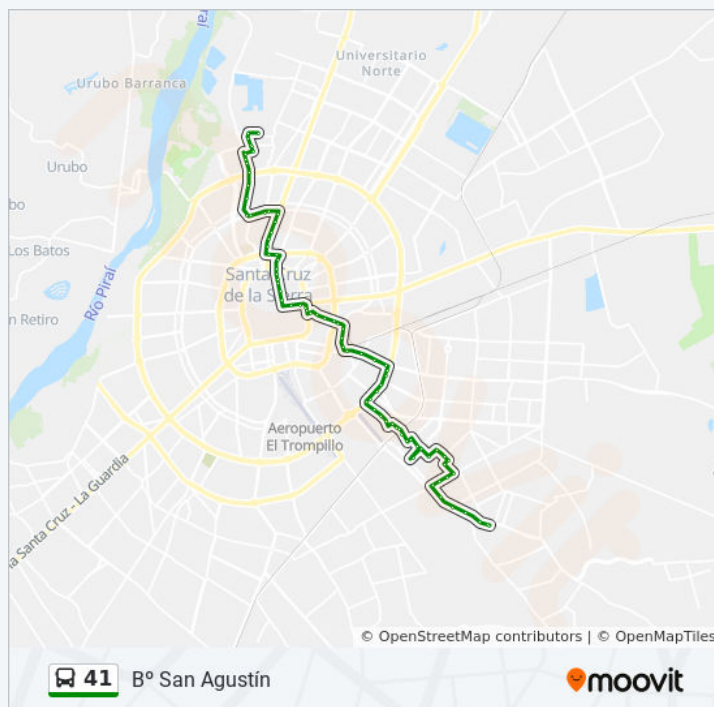 Piraí
Universitario
Norte
Urubo Barranca
Urubo
bo
Los Batos
Río Piraí
Santa Cruz
de la Sierra
n Retiro
Aeropuerto
El Trompillo
a Santa Cruz - La Guardia
© OpenStreetMap contributors | © OpenMapTiles
41 Bº San Agustín
moovit